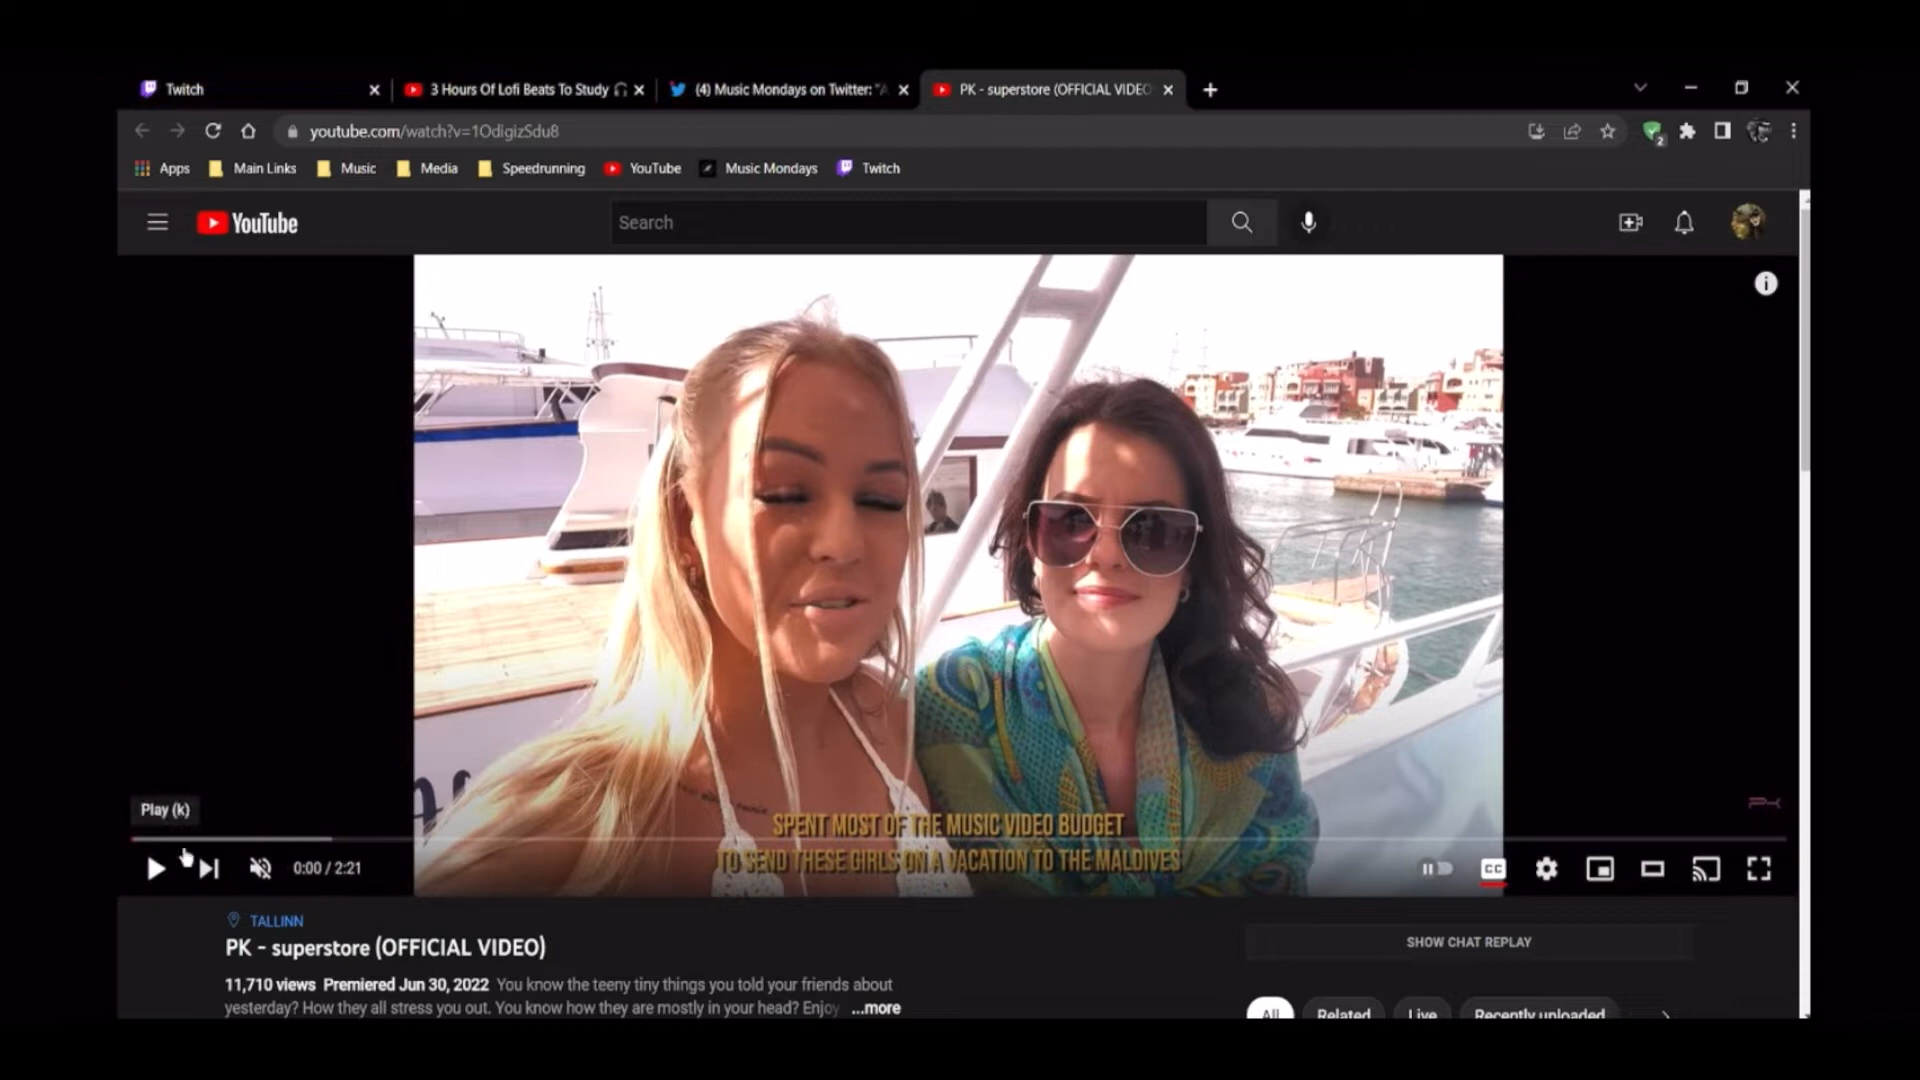 Twitch
3 Hours Of Lofi Beats To Study
(4) Music Mondays on Twitter: "A
PK - superstore (OFFICIAL VIDEO
youtube.com/watch?v=1OdigizSdu8
2
Apps
Main Links
Music
Media
Speedrunning
YouTube
Music Mondays
Twitch
YouTube
Search
SPENT MOST OF THE MUSIC VIDEO BUDGET
TO SEND THESE GIRLS ON A VACATION TO THE MALDIVES
Play (k)
0:00 / 2:21
CC
TALLINN
PK - superstore (OFFICIAL VIDEO)
11,710 views Premiered Jun 30, 2022 You know the teeny tiny things you told your friends about
yesterday? How they all stress you out. You know how they are mostly in your head? Enjoy ...more
SHOW CHAT REPLAY
All
Related
Live
Recently uploaded